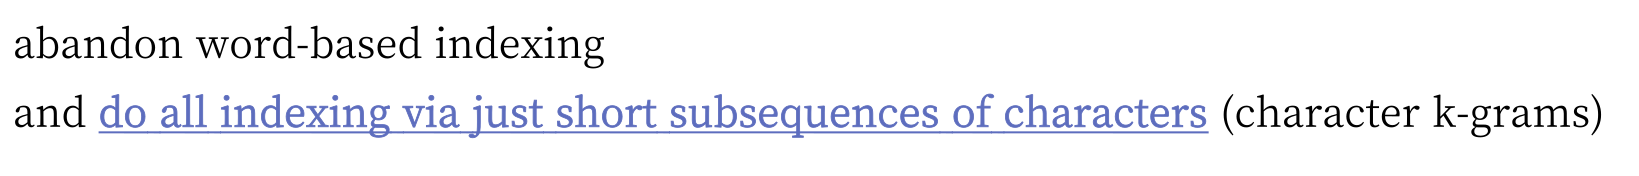 abandon word-based indexing
and do all indexing via just short subsequences of characters (character k-grams)